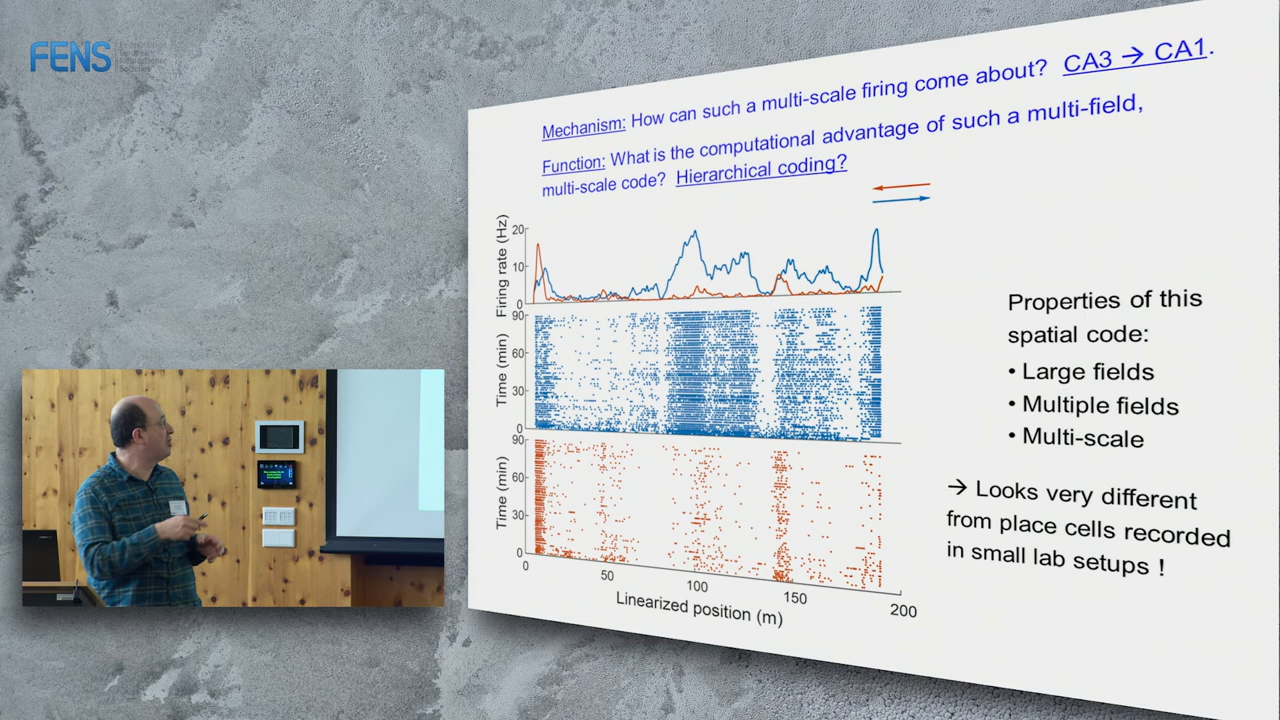 FENS
Mechanism: How can such a multi-scale firing come about? CA3 → CA1.
Function: What is the computational advantage of such a multi-field,
multi-scale code? Hierarchical coding?
Firing rate (Hz)
20
10
0
Time (min)
90
60
30
0
Time (min)
90
60
30
0
0
50
100
150
200
Linearized position (m)
Properties of this
spatial code:
• Large fields
• Multiple fields
• Multi-scale
→ Looks very different
from place cells recorded
in small lab setups !